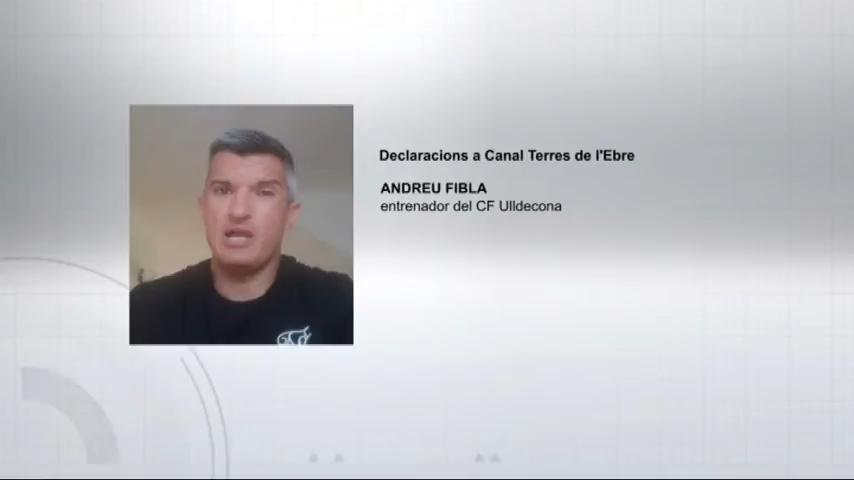 Declaracions a Canal Terres de l'Ebre
ANDREU FIBLA
entrenador del CF Ulldecona